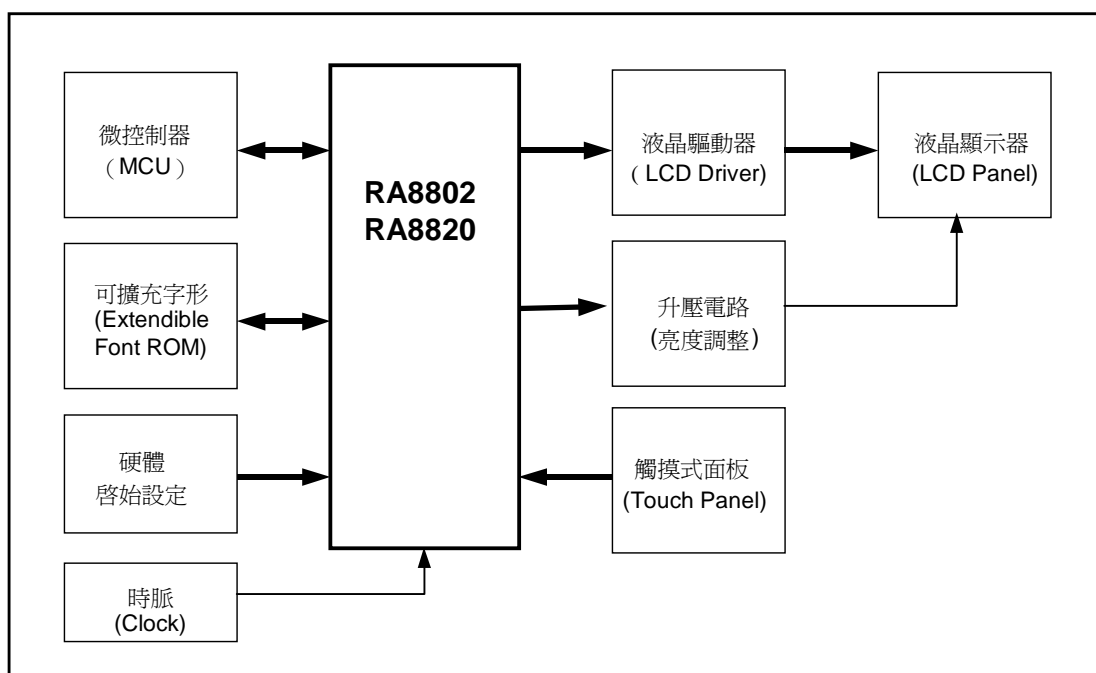 微控制器
(MCU)
可擴充字形
(Extendible
Font ROM)
硬體
啓始設定
時脈
(Clock)
RA8802
RA8820
液晶驅動器
(LCD Driver)
升壓電路
(亮度調整)
觸摸式面板
(Touch Panel)
液晶顯示器
(LCD Panel)